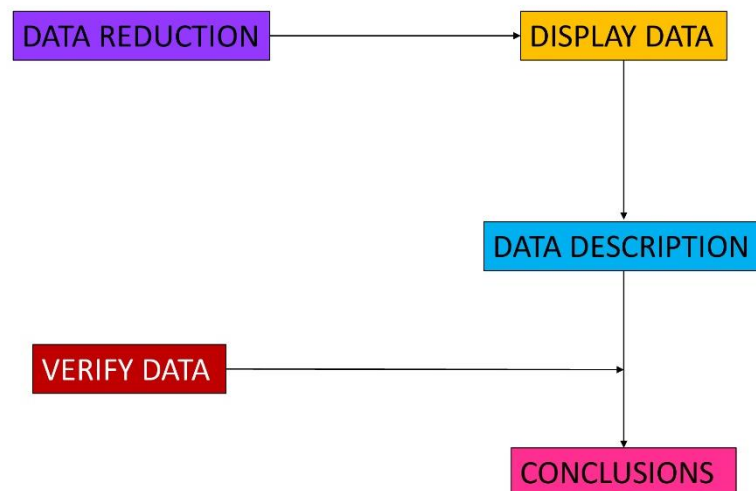 DATA REDUCTION
DISPLAY DATA
DATA DESCRIPTION
VERIFY DATA
CONCLUSIONS